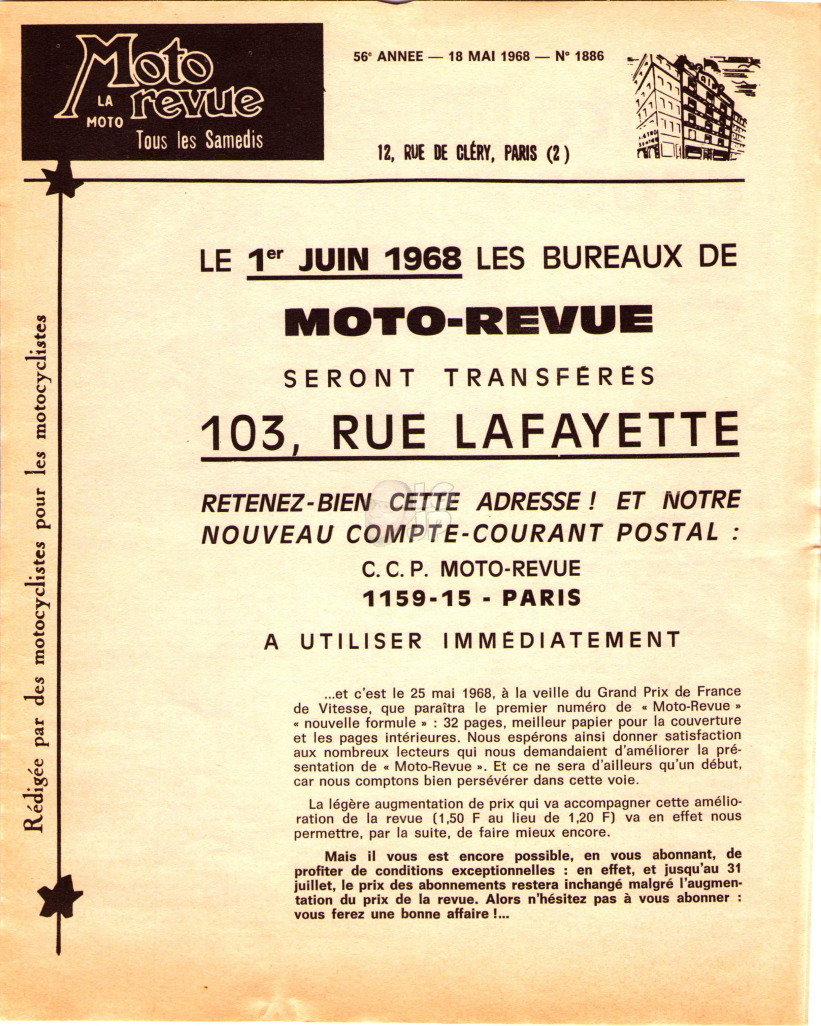 Moto
LA
MOTO
revue
Tous les Samedis
56e ANNEE — 18 MAI 1968 — N° 1886
12, RUE DE CLÉRY, PARIS (2)
Rédigée par des motocyclistes pour les motocyclistes
LE 1er JUIN 1968 LES BUREAUX DE
MOTO-REVUE
SERONT TRANSFÉRÉS
103, RUE LAFAYETTE
RETENEZ-BIEN CETTE ADRESSE ! ET NOTRE
NOUVEAU COMPTE-COURANT POSTAL :
C. C. P. MOTO-REVUE
1159-15 - PARIS
A UTILISER IMMÉDIATEMENT
...et c'est le 25 mai 1968, à la veille du Grand Prix de France
de Vitesse, que paraîtra le premier numéro de « Moto-Revue »
« nouvelle formule » : 32 pages, meilleur papier pour la couverture
et les pages intérieures. Nous espérons ainsi donner satisfaction
aux nombreux lecteurs qui nous demandaient d'améliorer la pré-
sentation de « Moto-Revue ». Et ce ne sera d'ailleurs qu'un début,
car nous comptons bien persévérer dans cette voie.
La légère augmentation de prix qui va accompagner cette amélio-
ration de la revue (1,50 F au lieu de 1,20 F) va en effet nous
permettre, par la suite, de faire mieux encore.
Mais il vous est encore possible, en vous abonnant, de
profiter de conditions exceptionnelles : en effet, et jusqu'au 31
juillet, le prix des abonnements restera inchangé malgré l'augmen-
tation du prix de la revue. Alors n'hésitez pas à vous abonner :
vous ferez une bonne affaire !...